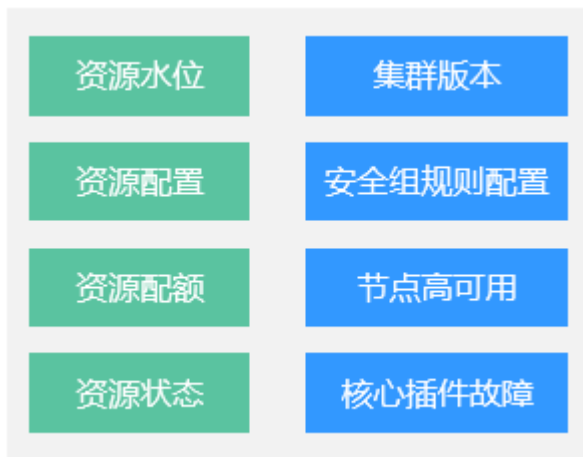 资源水位
集群版本
资源配置
安全组规则配置
资源配额
节点高可用
资源状态
核心插件故障